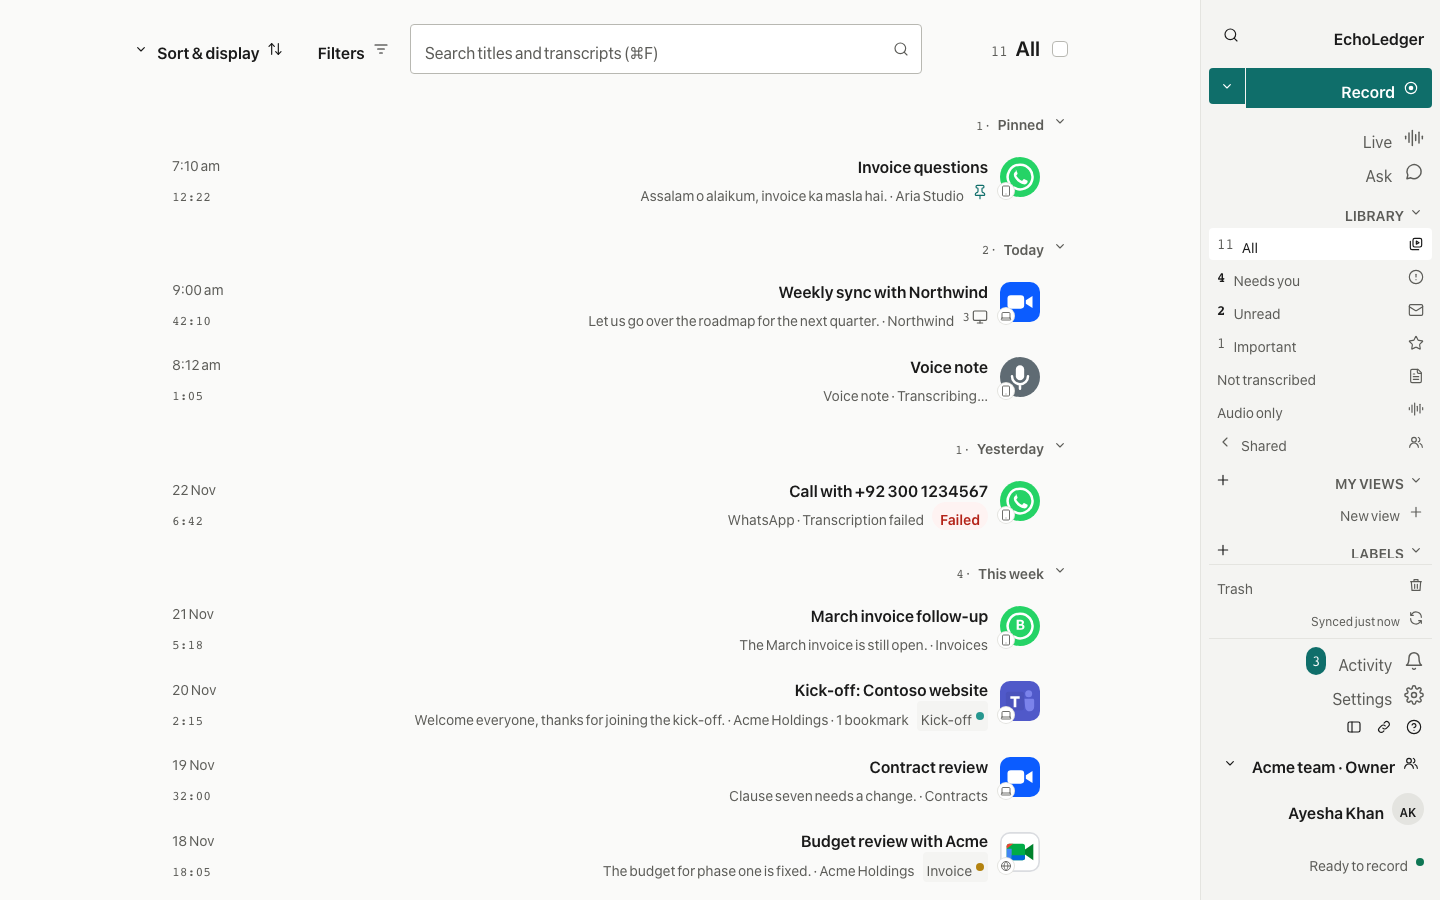 EchoLedger
Record
Live
Ask
LIBRARY
All 11
Needs you 4
Unread 2
Important 1
Not transcribed
Audio only
Shared
MY VIEWS
New view
LABELS
Trash
Synced just now
Activity 3
Settings
Acme team · Owner
AK Ayesha Khan
Ready to record
All 11
Search titles and transcripts (⌘F)
Filters
Sort & display
Pinned · 1
Invoice questions
7:10 am
Assalam o alaikum, invoice ka masla hai. · Aria Studio
12:22
Today · 2
Weekly sync with Northwind
9:00 am
3 Let us go over the roadmap for the next quarter. · Northwind
42:10
Voice note
8:12 am
Voice note · Transcribing…
1:05
Yesterday · 1
Call with +92 300 1234567
22 Nov
Failed WhatsApp · Transcription failed
6:42
This week · 4
B
March invoice follow-up
21 Nov
The March invoice is still open. · Invoices
5:18
T
Kick-off: Contoso website
20 Nov
Kick-off Welcome everyone, thanks for joining the kick-off. · Acme Holdings · 1 bookmark
2:15
Contract review
19 Nov
Clause seven needs a change. · Contracts
32:00
Budget review with Acme
18 Nov
Invoice The budget for phase one is fixed. · Acme Holdings
18:05